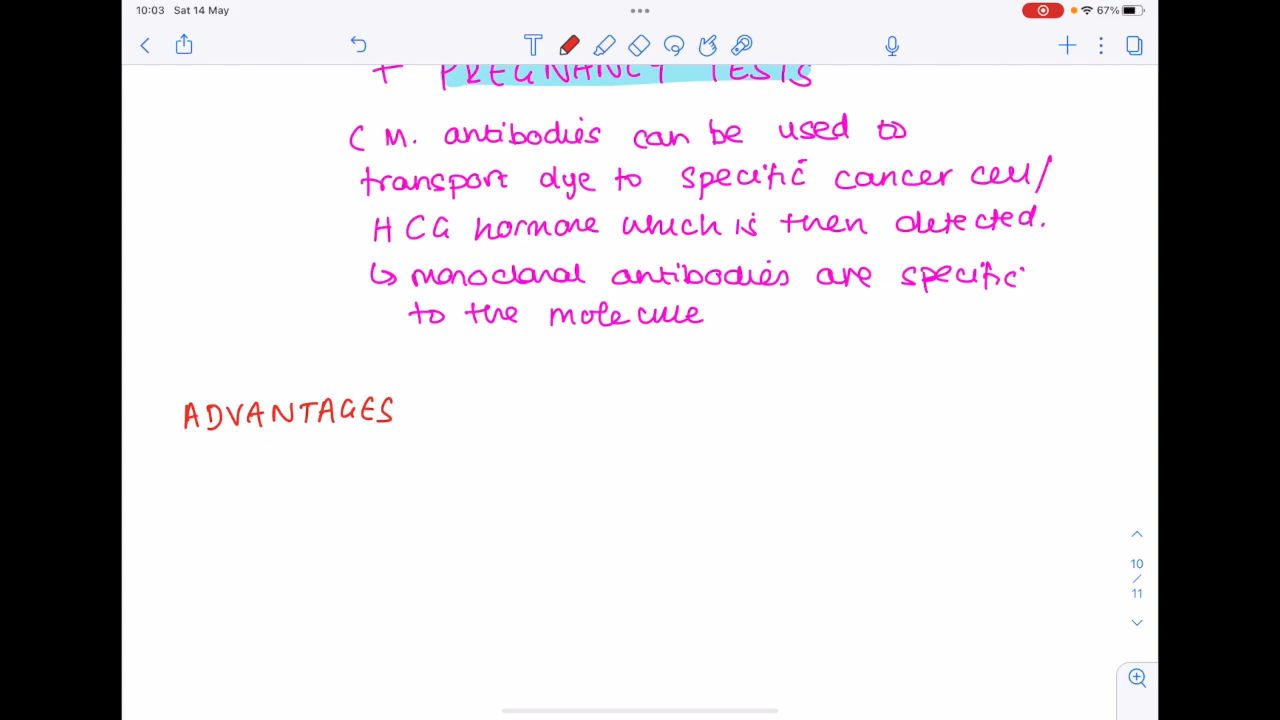 10:03 Sat 14 May
67%
T
+ PREGNANCY TESTS
( M. antibodies can be used to
transport dye to specific cancer cell/
HCG hormone which is then detected.
↳ monoclonal antibodies are specific
to the molecule
ADVANTAGES
10
/
11